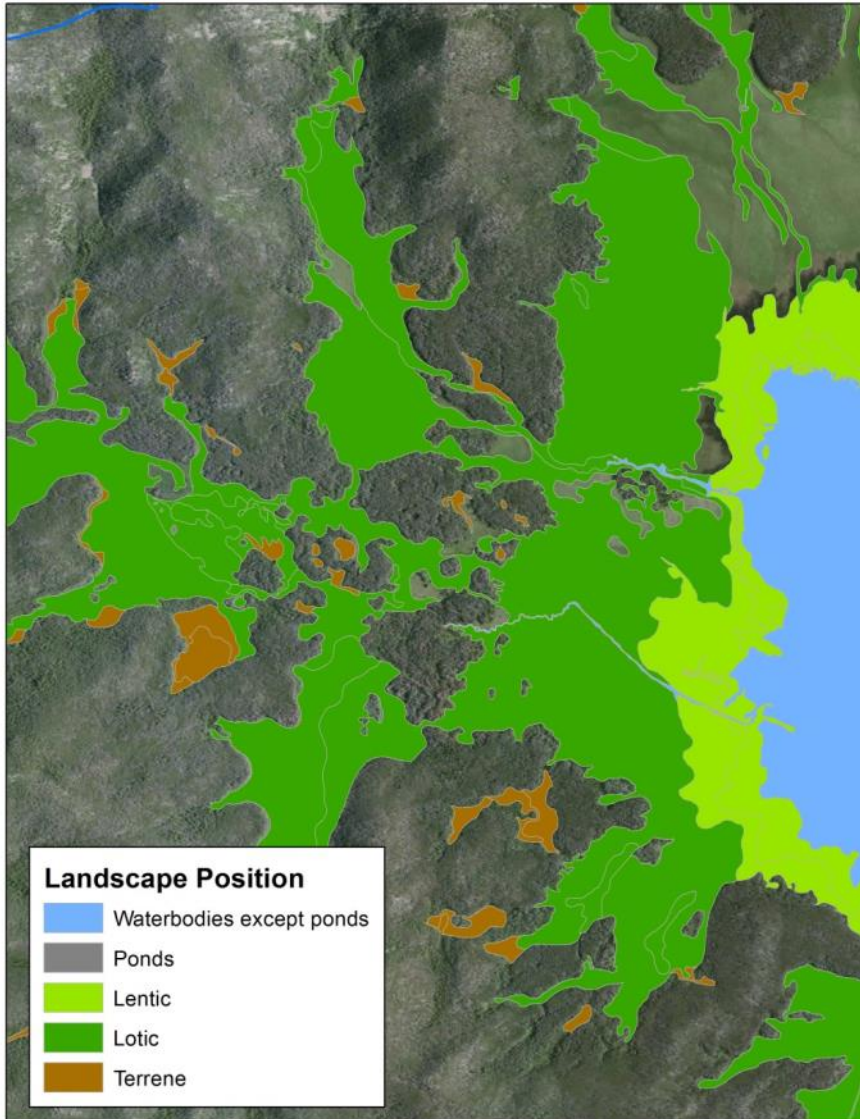 Landscape Position
Waterbodies except ponds
Ponds
Lentic
Lotic
Terrene